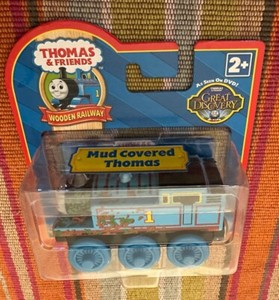 THOMAS
& FRIENDS
WOODEN RAILWAY
2+
As Seen On DVD!
THE
GREAT
DISCOVERY
Mud Covered
Thomas
1